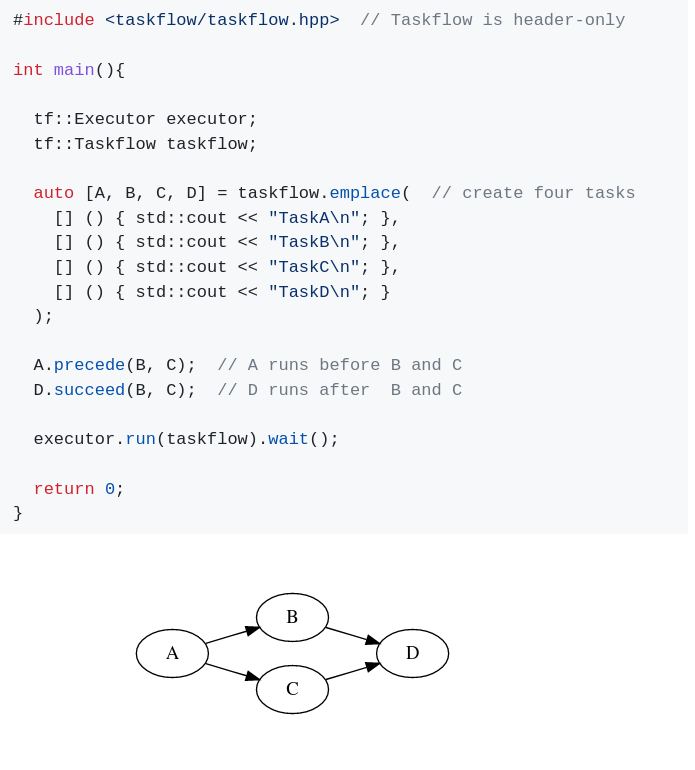 #include <taskflow/taskflow.hpp>  // Taskflow is header-only
int main(){
  tf::Executor executor;
  tf::Taskflow taskflow;
  auto [A, B, C, D] = taskflow.emplace(  // create four tasks
    [] () { std::cout << "TaskA\n"; },
    [] () { std::cout << "TaskB\n"; },
    [] () { std::cout << "TaskC\n"; },
    [] () { std::cout << "TaskD\n"; }
  );
  A.precede(B, C);  // A runs before B and C
  D.succeed(B, C);  // D runs after  B and C
  executor.run(taskflow).wait();
  return 0;
}
B
A
D
C